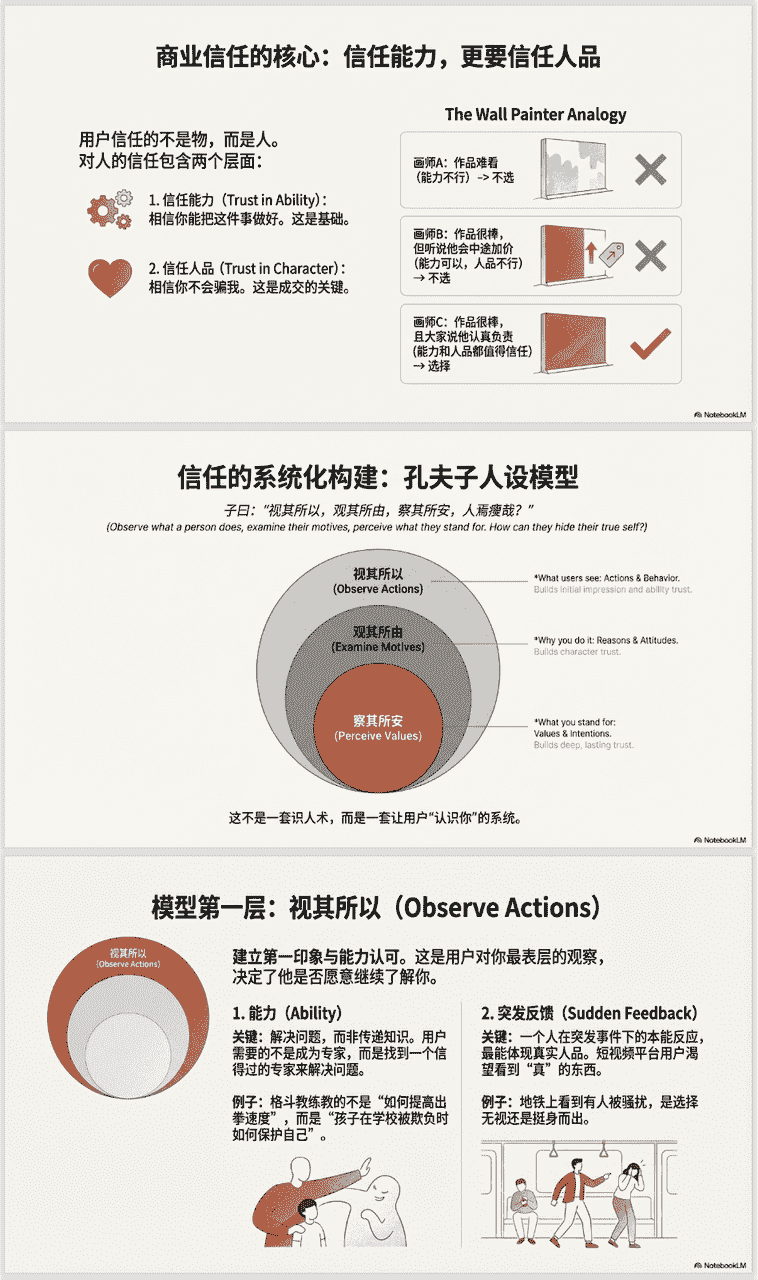 商业信任的核心：信任能力，更要信任人品
用户信任的不是物，而是人。
对人的信任包含两个层面：
1. 信任能力（Trust in Ability）：
相信你能把这件事做好。这是基础。
2. 信任人品（Trust in Character）：
相信你不会骗我。这是成交的关键。
The Wall Painter Analogy
画师A：作品难看
（能力不行）-> 不选
画师B：作品很棒，
但听说他会中途加价
（能力可以，人品不行）
→ 不选
画师C：作品很棒，
且大家说他认真负责
（能力和人品都值得信任）
→ 选择
NotebookLM
信任的系统化构建：孔夫子人设模型
子曰：“视其所以，观其所由，察其所安，人焉瘦哉？”
(Observe what a person does, examine their motives, perceive what they stand for. How can they hide their true self?)
视其所以
(Observe Actions)
*What users see: Actions & Behavior.
Builds initial impression and ability trust.
观其所由
(Examine Motives)
*Why you do it: Reasons & Attitudes.
Builds character trust.
察其所安
(Perceive Values)
*What you stand for:
Values & Intentions.
Builds deep, lasting trust.
这不是一套识人术，而是一套让用户“认识你”的系统。
NotebookLM
模型第一层：视其所以（Observe Actions）
视其所以
(Observe Actions)
建立第一印象与能力认可。这是用户对你最表层的观察，
决定了他是否愿意继续了解你。
1. 能力（Ability）
关键：解决问题，而非传递知识。用户
需要的不是成为专家，而是找到一个信
得过的专家来解决问题。
例子：格斗教练教的不是“如何提高出
拳速度”，而是“孩子在学校被欺负时
如何保护自己”。
2. 突发反馈（Sudden Feedback）
关键：一个人在突发事件下的本能反应，
最能体现真实人品。短视频平台用户渴
望看到“真”的东西。
例子：地铁上看到有人被骚扰，是选择
无视还是挺身而出。
NotebookLM